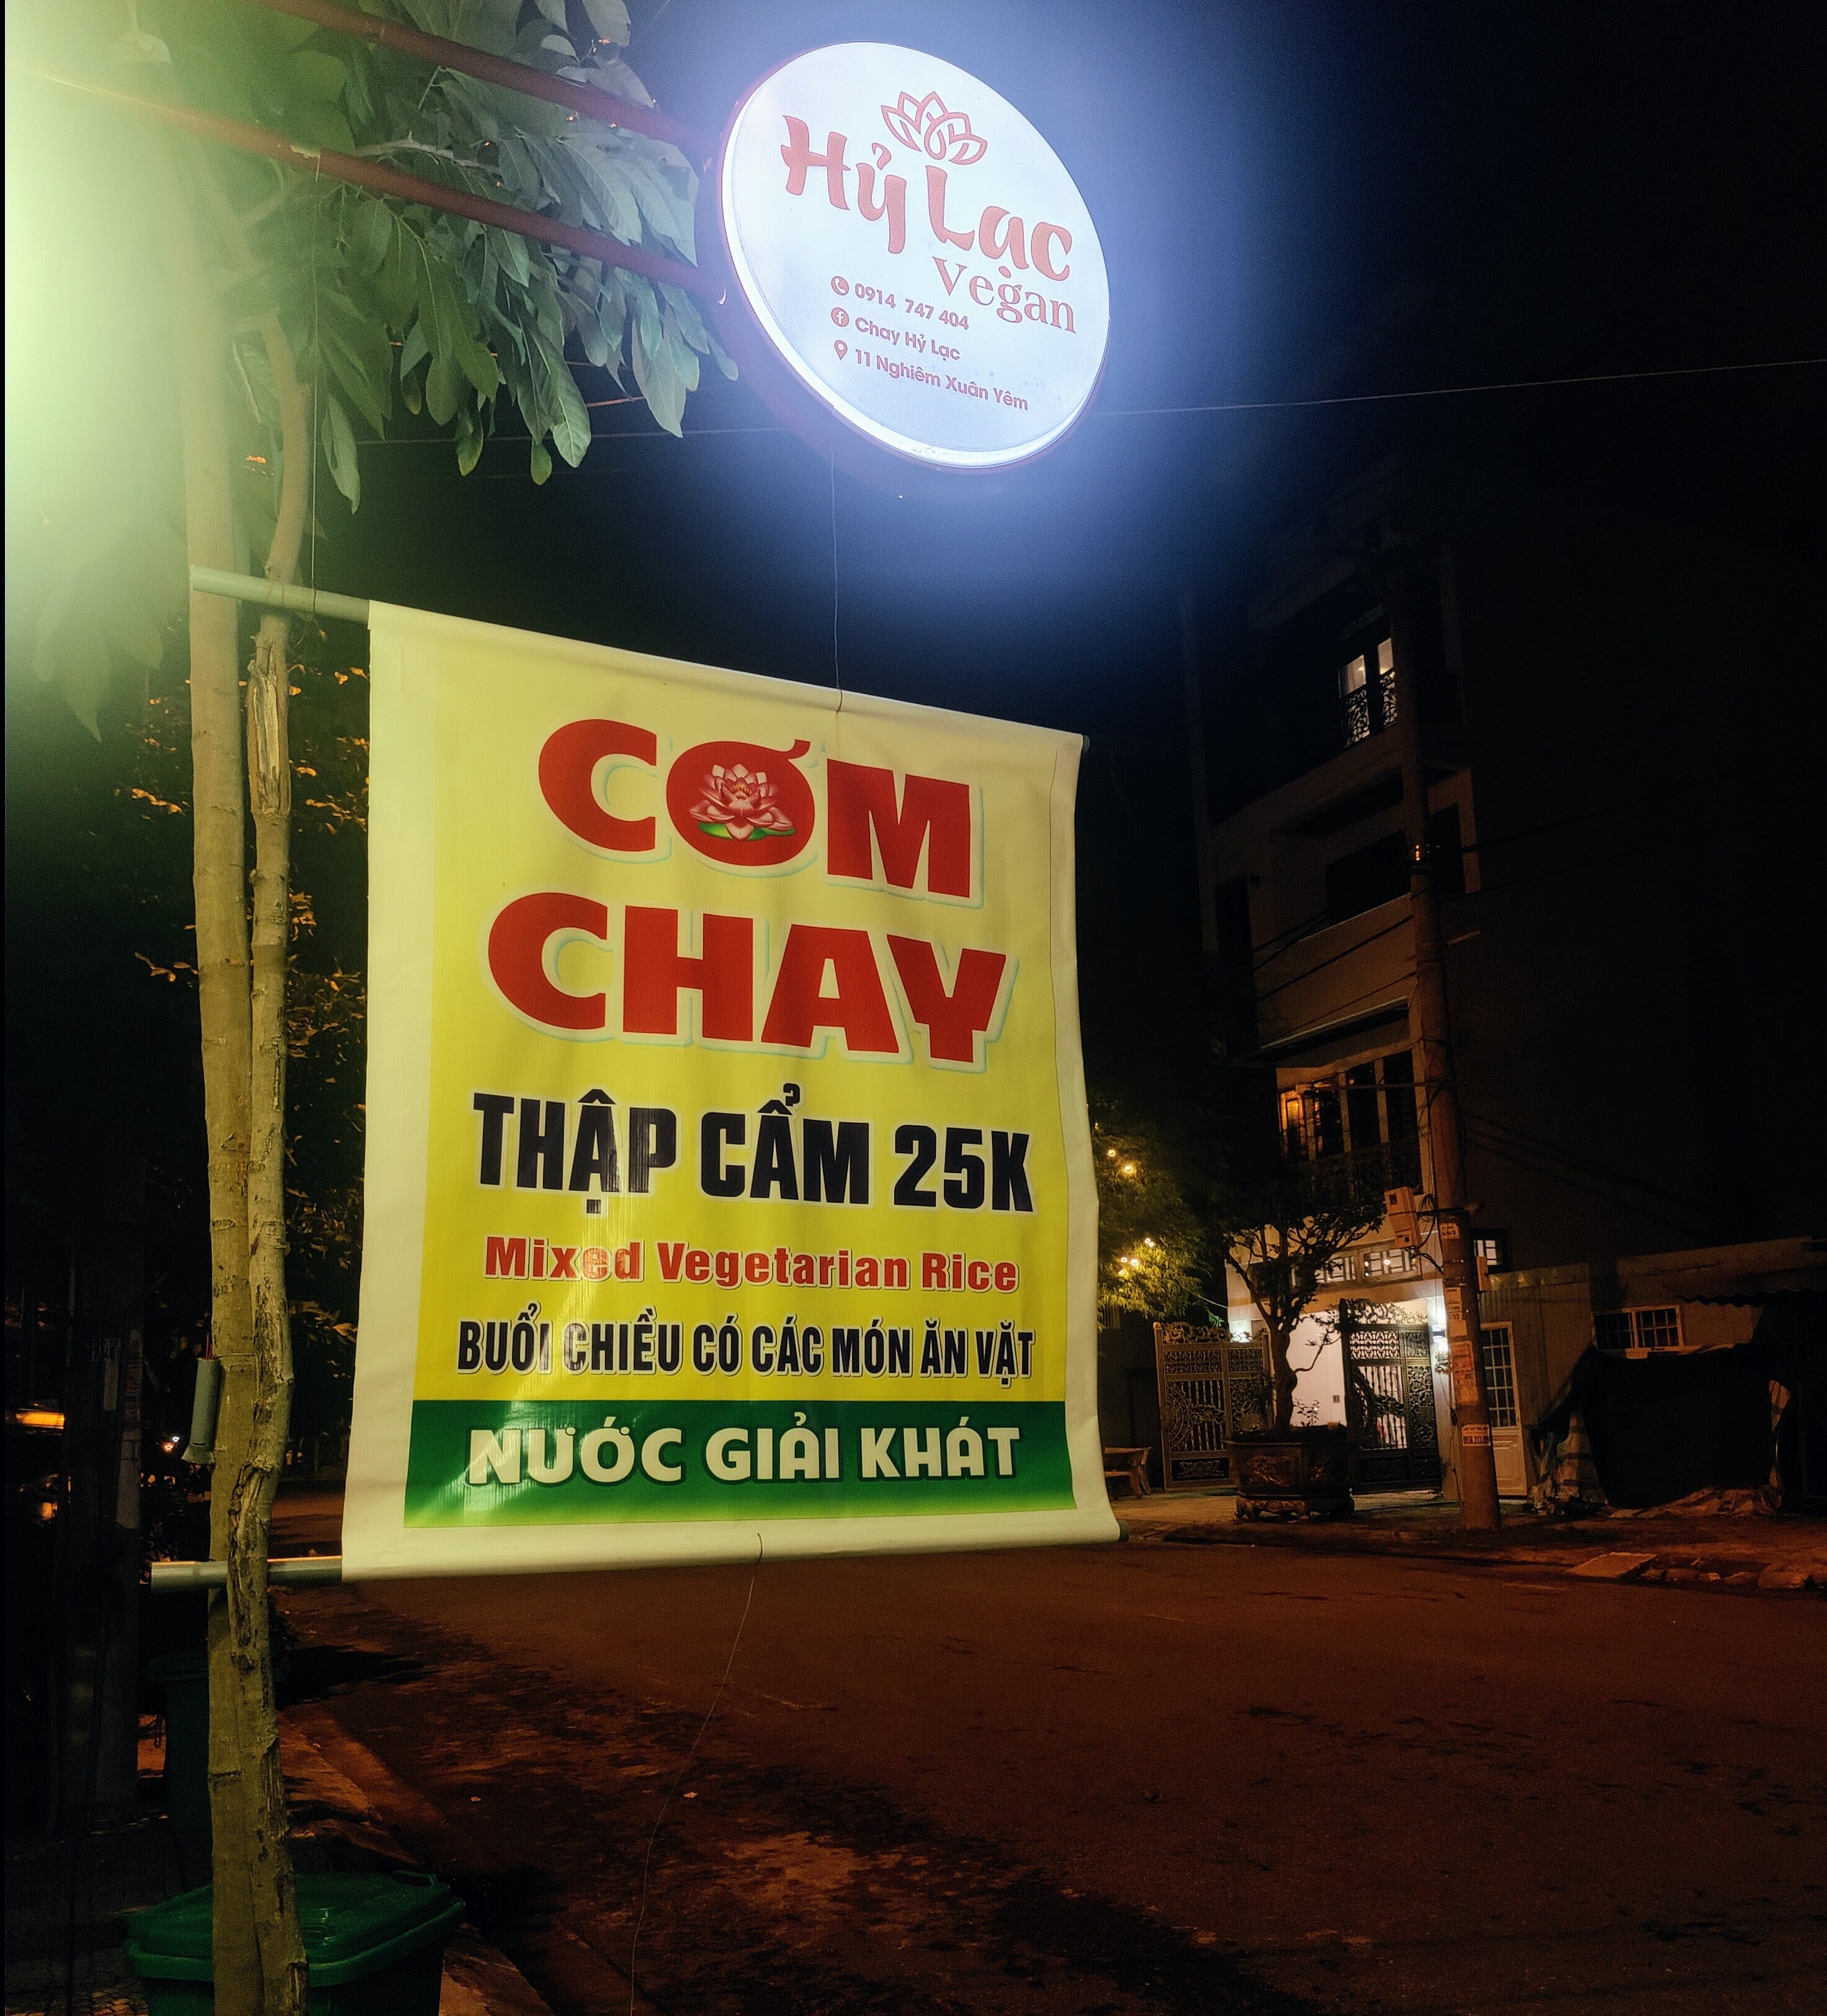 Hỷ Lạc
vegan
0914 747 404
Chay Hỷ Lạc
11 Nghiêm Xuân Yêm
CƠM
CHAY
THẬP CẨM 25K
Mixed Vegetarian Rice
BUỔI CHIỀU CÓ CÁC MÓN ĂN VẶT
NƯỚC GIẢI KHÁT